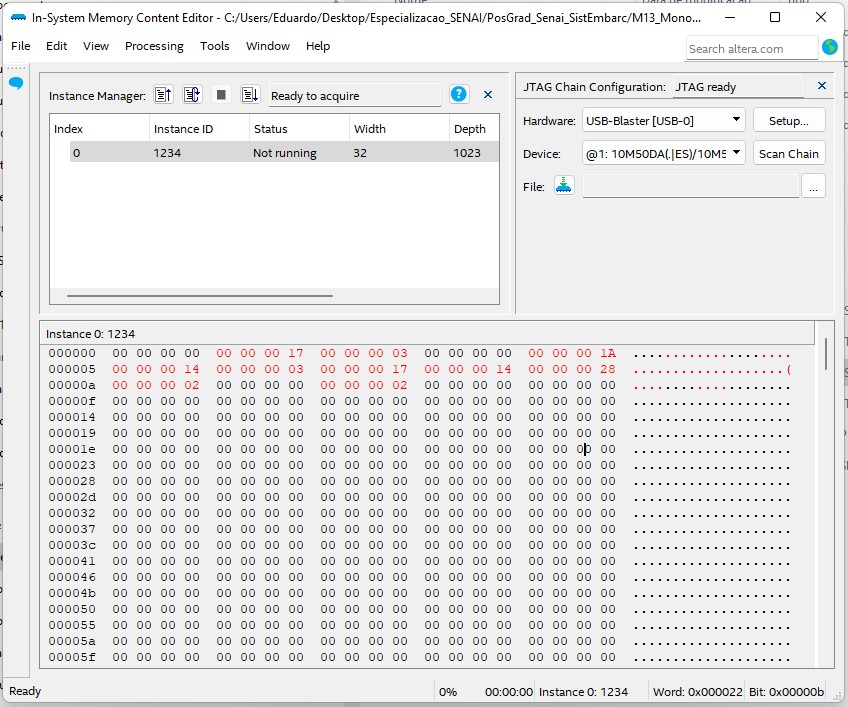 In-System Memory Content Editor - C:/Users/Eduardo/Desktop/Especializacao_SENAI/PosGrad_Senai_SistEmbarc/M13_Mono...
File Edit View Processing Tools Window Help
Search altera.com
Instance Manager: Ready to acquire
Index Instance ID Status Width Depth
0 1234 Not running 32 1023
JTAG Chain Configuration: JTAG ready
Hardware: USB-Blaster [USB-0] Setup...
Device: @1: 10M50DA(.|ES)/10M5 Scan Chain
File: ...
Instance 0: 1234
000000 00 00 00 00 00 00 00 17 00 00 00 03 00 00 00 00 00 00 00 1A ....................
000005 00 00 00 14 00 00 00 03 00 00 00 17 00 00 00 14 00 00 00 28 ...................(
00000a 00 00 00 02 00 00 00 00 00 00 00 02 00 00 00 00 00 00 00 00 ....................
00000f 00 00 00 00 00 00 00 00 00 00 00 00 00 00 00 00 00 00 00 00 ....................
000014 00 00 00 00 00 00 00 00 00 00 00 00 00 00 00 00 00 00 00 00 ....................
000019 00 00 00 00 00 00 00 00 00 00 00 00 00 00 00 00 00 00 00 00 ....................
00001e 00 00 00 00 00 00 00 00 00 00 00 00 00 00 00 00 00 00 00 00 ....................
000023 00 00 00 00 00 00 00 00 00 00 00 00 00 00 00 00 00 00 00 00 ....................
000028 00 00 00 00 00 00 00 00 00 00 00 00 00 00 00 00 00 00 00 00 ....................
00002d 00 00 00 00 00 00 00 00 00 00 00 00 00 00 00 00 00 00 00 00 ....................
000032 00 00 00 00 00 00 00 00 00 00 00 00 00 00 00 00 00 00 00 00 ....................
000037 00 00 00 00 00 00 00 00 00 00 00 00 00 00 00 00 00 00 00 00 ....................
00003c 00 00 00 00 00 00 00 00 00 00 00 00 00 00 00 00 00 00 00 00 ....................
000041 00 00 00 00 00 00 00 00 00 00 00 00 00 00 00 00 00 00 00 00 ....................
000046 00 00 00 00 00 00 00 00 00 00 00 00 00 00 00 00 00 00 00 00 ....................
00004b 00 00 00 00 00 00 00 00 00 00 00 00 00 00 00 00 00 00 00 00 ....................
000050 00 00 00 00 00 00 00 00 00 00 00 00 00 00 00 00 00 00 00 00 ....................
000055 00 00 00 00 00 00 00 00 00 00 00 00 00 00 00 00 00 00 00 00 ....................
00005a 00 00 00 00 00 00 00 00 00 00 00 00 00 00 00 00 00 00 00 00 ....................
00005f 00 00 00 00 00 00 00 00 00 00 00 00 00 00 00 00 00 00 00 00 ....................
Ready 0% 00:00:00 Instance 0: 1234 Word: 0x000022 Bit: 0x00000b